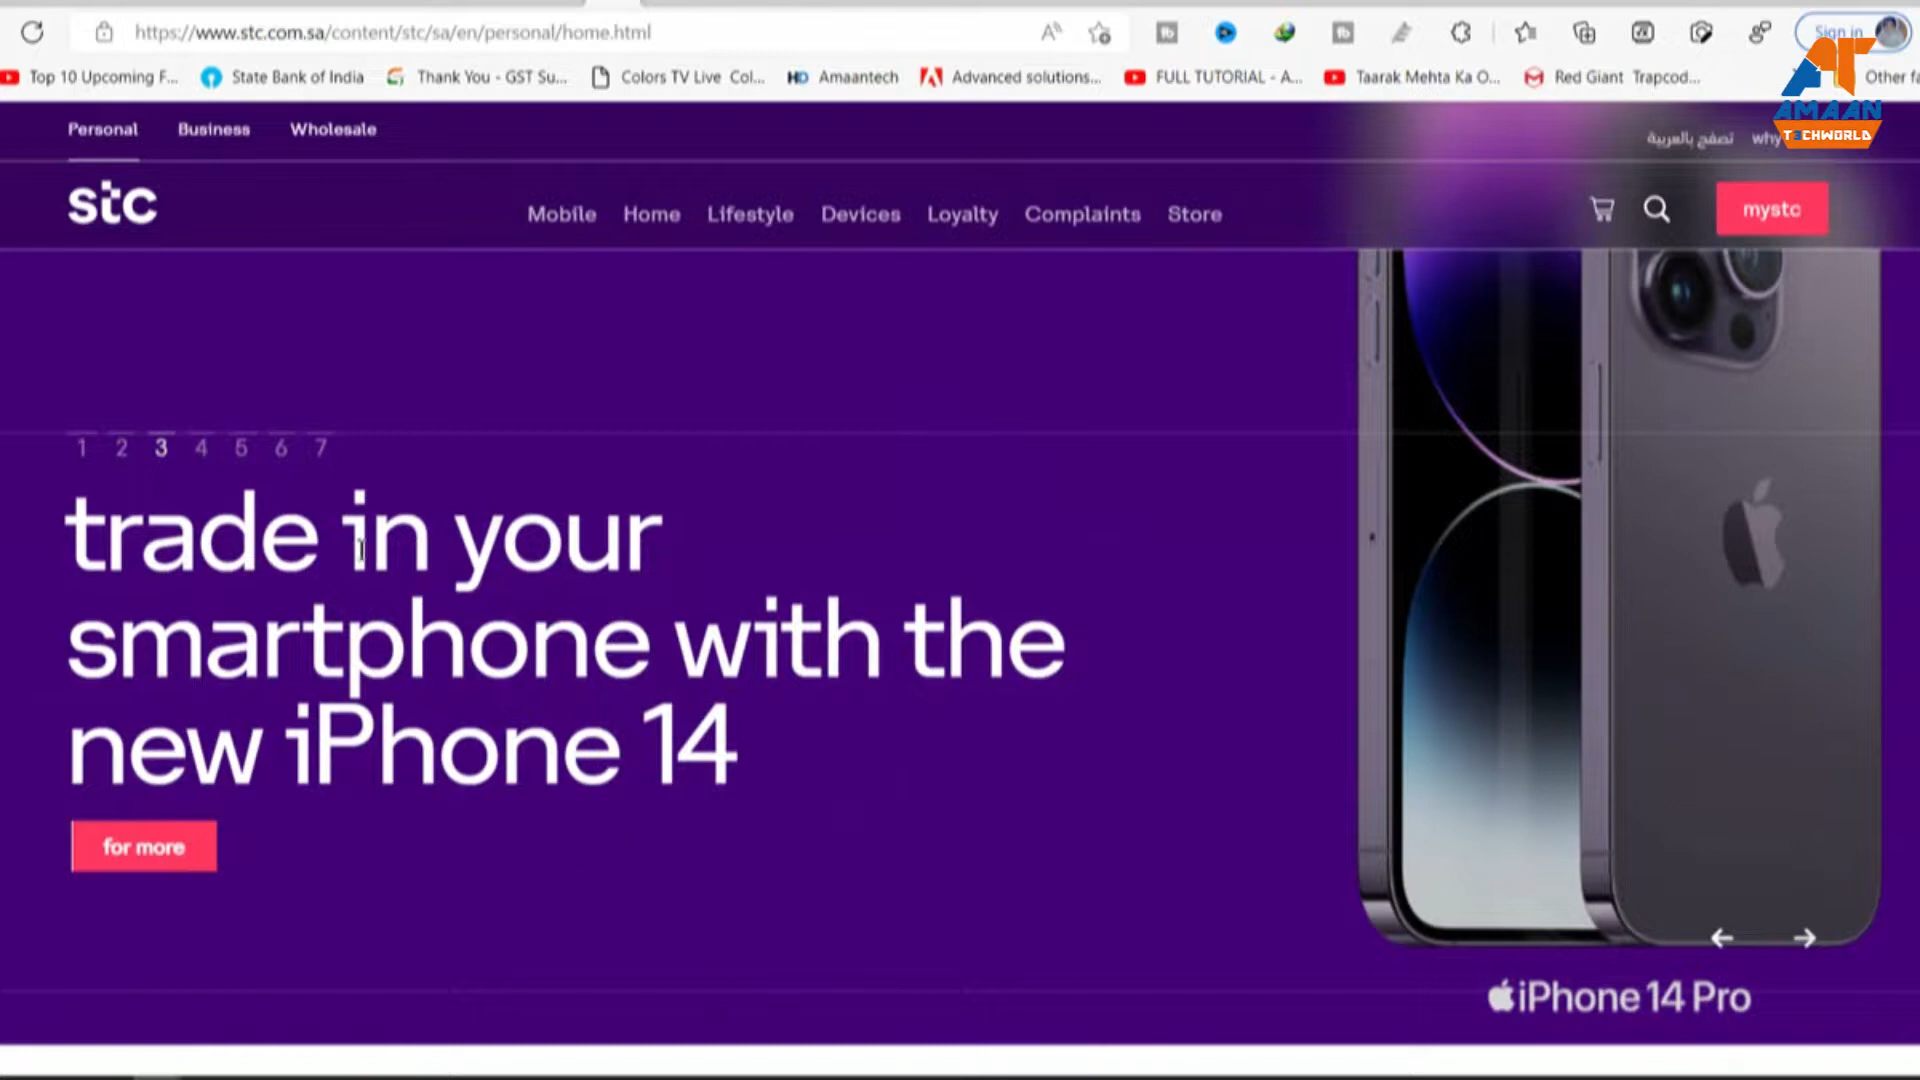 https://www.stc.com.sa/content/stc/sa/en/personal/home.html
Sign in
Top 10 Upcoming F...
State Bank of India
Thank You - GST Su...
Colors TV Live Col...
HD Amaantech
Advanced solutions...
FULL TUTORIAL - A...
Taarak Mehta Ka O...
Red Giant Trapcod...
Other fa
AT
AMAAN
TECHWORLD
Personal
Business
Wholesale
تصفح بالعربية
why
stc
Mobile
Home
Lifestyle
Devices
Loyalty
Complaints
Store
mystc
1 2 3 4 5 6 7
trade in your
smartphone with the
new iPhone 14
for more
iPhone 14 Pro